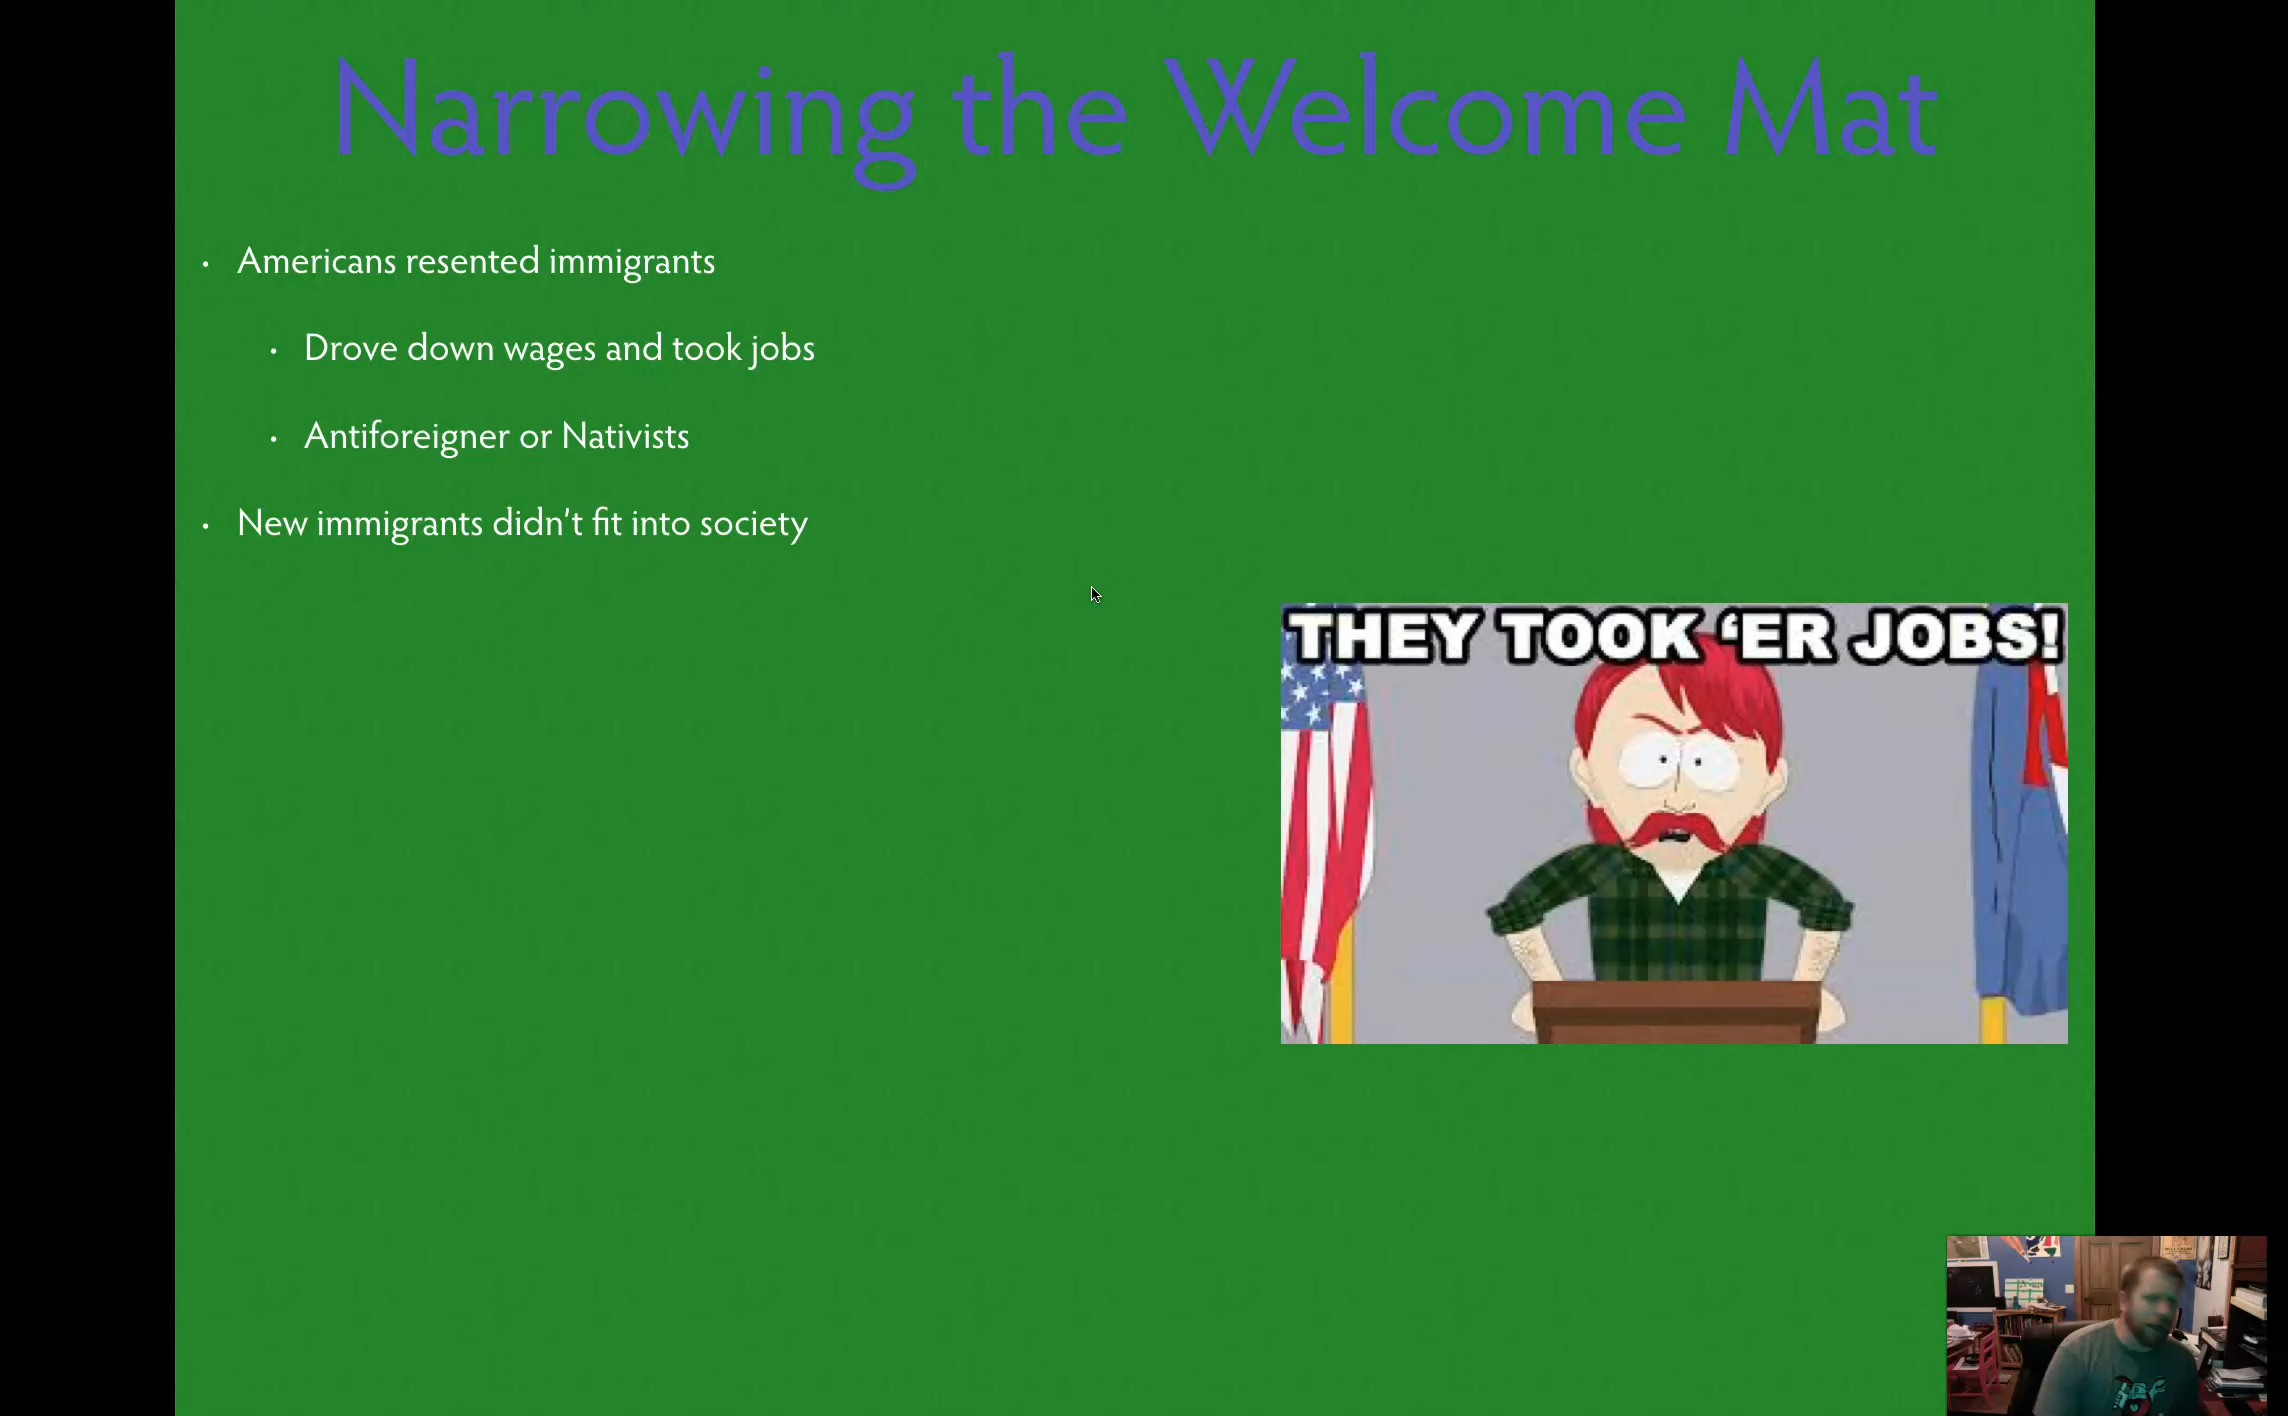 Narrowing the Welcome Mat
• Americans resented immigrants
• Drove down wages and took jobs
• Antiforeigner or Nativists
• New immigrants didn't fit into society
THEY TOOK ‘ER JOBS!